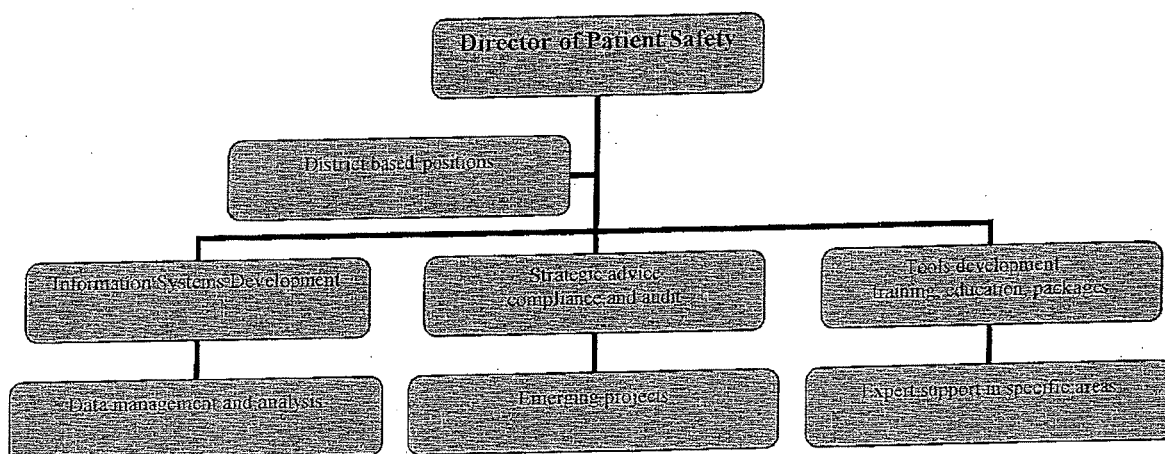 Director of Patient Safety
District based positions
Information Systems Development
Strategic advice
compliance and audit
Tools development
training, education, packages
Data management and analysis
Emerging projects
Expert support in specific areas